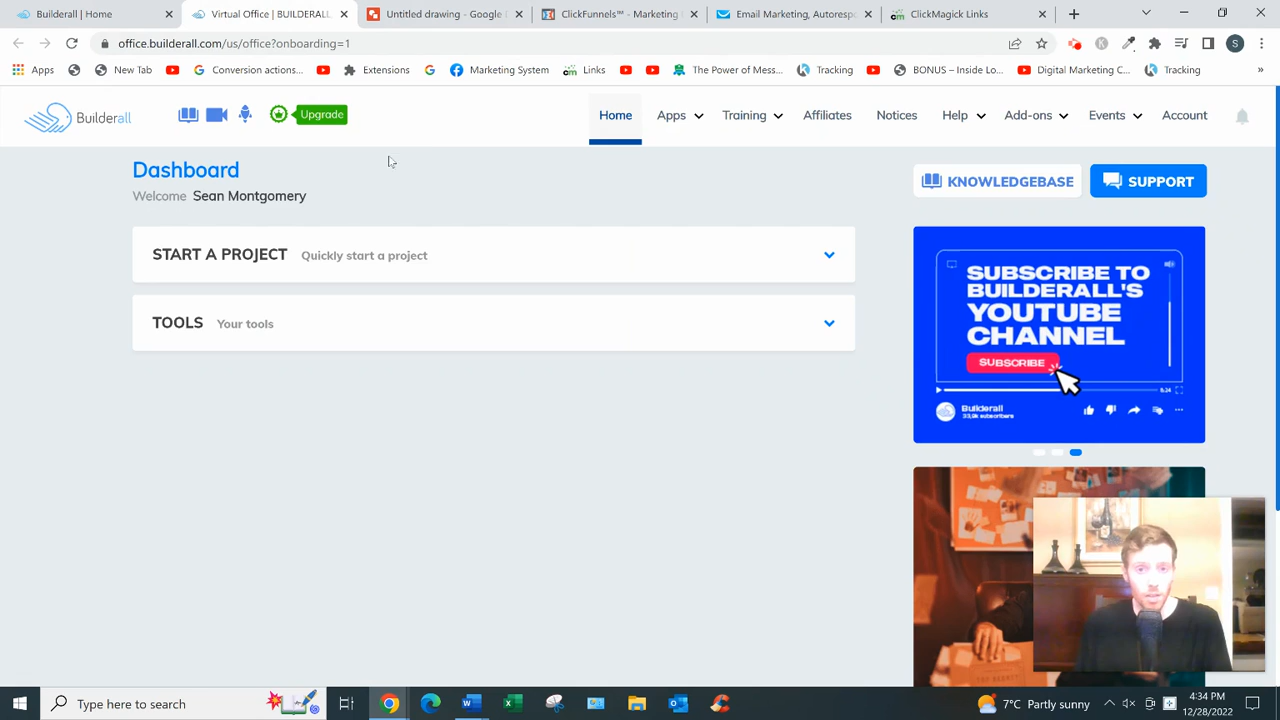 Builderall | Home
Virtual Office | BUILDERALL
Untitled drawing - Google
ClickFunnels™ - Marketing
Email Marketing, Autorespo
ClickMagick Links
office.builderall.com/us/office?onboarding=1
S
Apps
New Tab
Conversion actions...
Extensions
Marketing System
Links
The Power of Mess...
Tracking
BONUS – Inside Lo...
Digital Marketing C...
Tracking
»
Builderall
Upgrade
Home
Apps
Training
Affiliates
Notices
Help
Add-ons
Events
Account
Dashboard
Welcome Sean Montgomery
KNOWLEDGEBASE
SUPPORT
START A PROJECT Quickly start a project
TOOLS Your tools
SUBSCRIBE TO
BUILDERALL'S
YOUTUBE
CHANNEL
SUBSCRIBE
Builderall
Type here to search
7°C Partly sunny
4:34 PM
12/28/2022